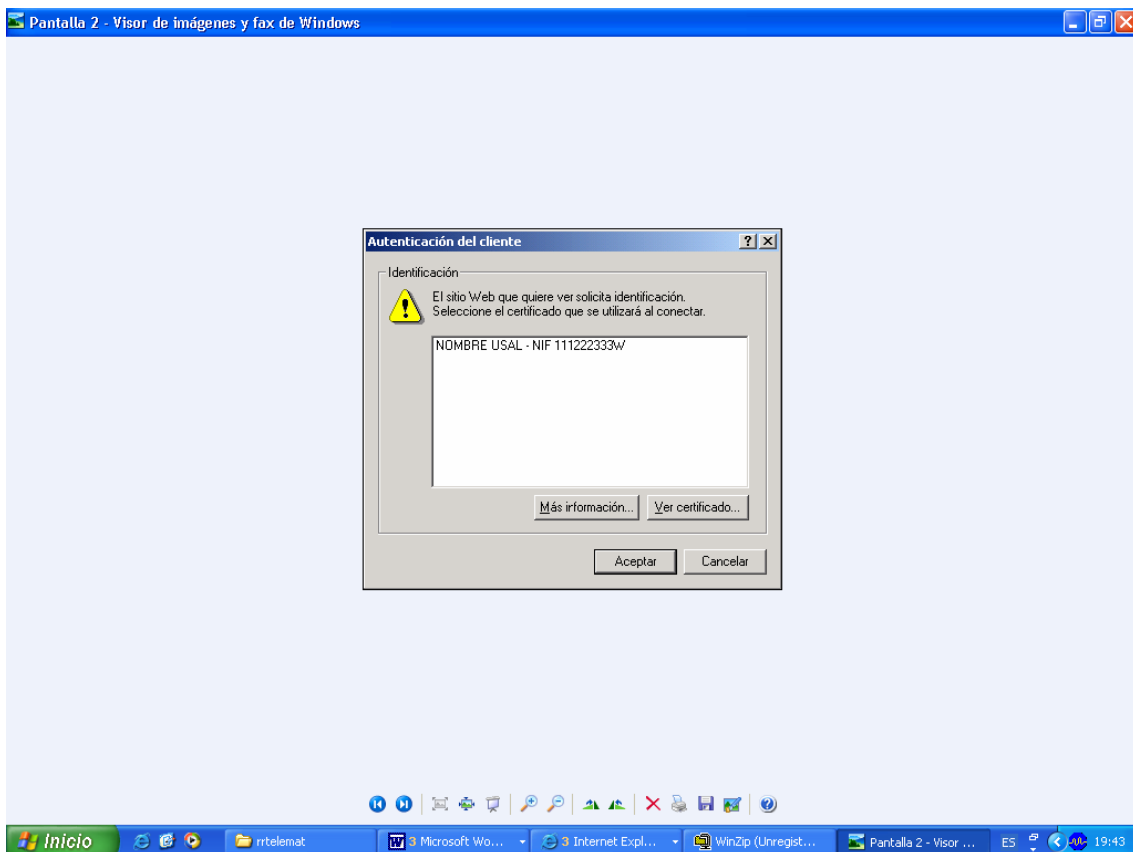 Pantalla 2 - Visor de imágenes y fax de Windows
Autenticación del cliente
Identificación
El sitio Web que quiere ver solicita identificación.
Seleccione el certificado que se utilizará al conectar.
NOMBRE USAL - NIF 111222333W
Más información... Ver certificado...
Aceptar Cancelar
Inicio rrtelemat 3 Microsoft Wo... 3 Internet Expl... WinZip (Unregist... Pantalla 2 - Visor ... ES 19:43